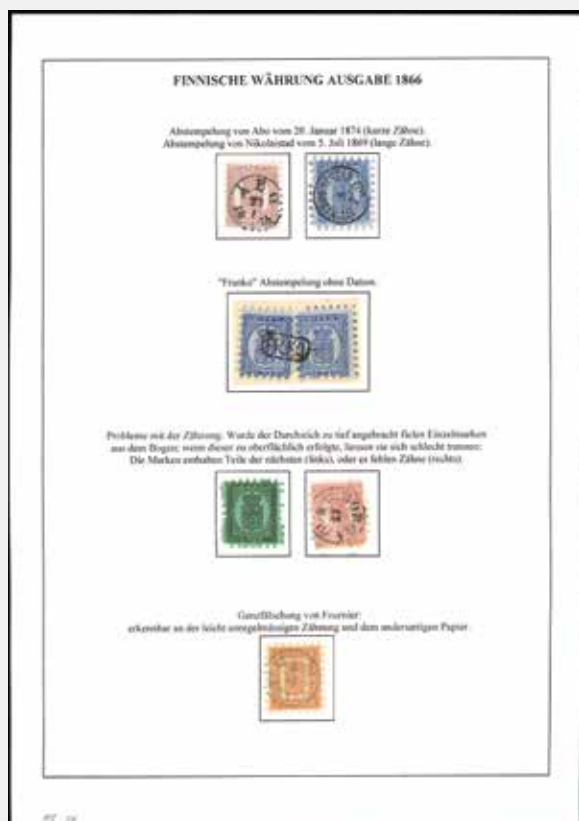 FINNISCHE WÄHRUNG AUSGABE 1866
Abstempelung von Abo vom 20. Januar 1874 (kurze Zähne).
Abstempelung von Nikolaistad vom 5. Juli 1869 (lange Zähne).
"Franko" Abstempelung ohne Datum.
Probleme mit der Zähnung. Wurde der Durchstich zu tief angebracht fielen Einzelmarken
aus dem Bogen; wenn dieser zu oberflächlich erfolgte, liessen sie sich schlecht trennen:
Die Marken enthalten Teile der nächsten (links), oder es fehlen Zähne (rechts).
Ganzfälschung von Fournier:
erkennbar an der leicht unregelmässigen Zähnung und dem andersartigen Papier.